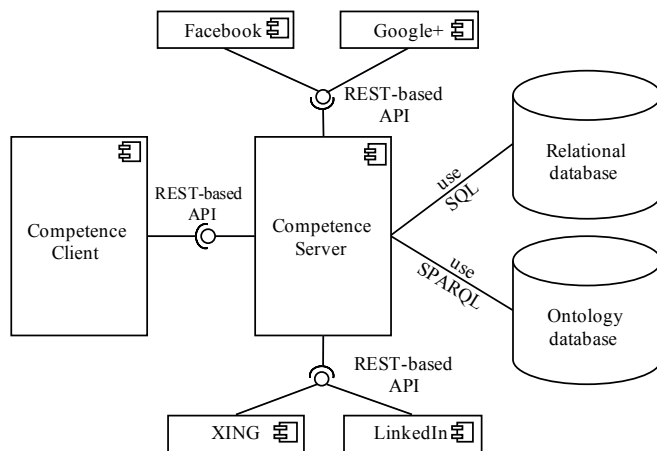 Facebook
Google+
REST-based
API
Relational
database
use
SQL
REST-based
API
Competence
Client
Competence
Server
use
SPARQL
Ontology
database
REST-based
API
XING
LinkedIn